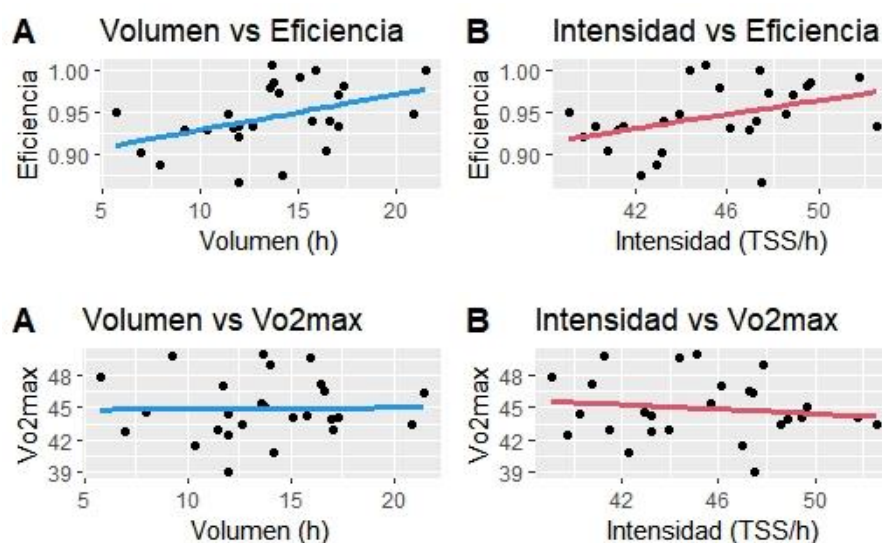 A Volumen vs Eficiencia
Eficiencia
1.00
0.95
0.90
5 10 15 20
Volumen (h)
B Intensidad vs Eficiencia
Eficiencia
1.00
0.95
0.90
42 46 50
Intensidad (TSS/h)
A Volumen vs Vo2max
Vo2max
48
45
42
39
5 10 15 20
Volumen (h)
B Intensidad vs Vo2max
Vo2max
48
45
42
39
42 46 50
Intensidad (TSS/h)